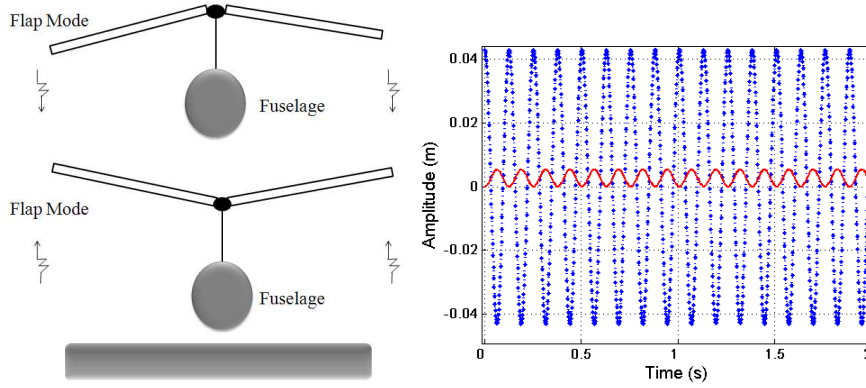 Flap Mode
Fuselage
Flap Mode
Fuselage
0.04
0.02
0
-0.02
-0.04
Amplitude (m)
0
0.5
1
1.5
2
Time (s)